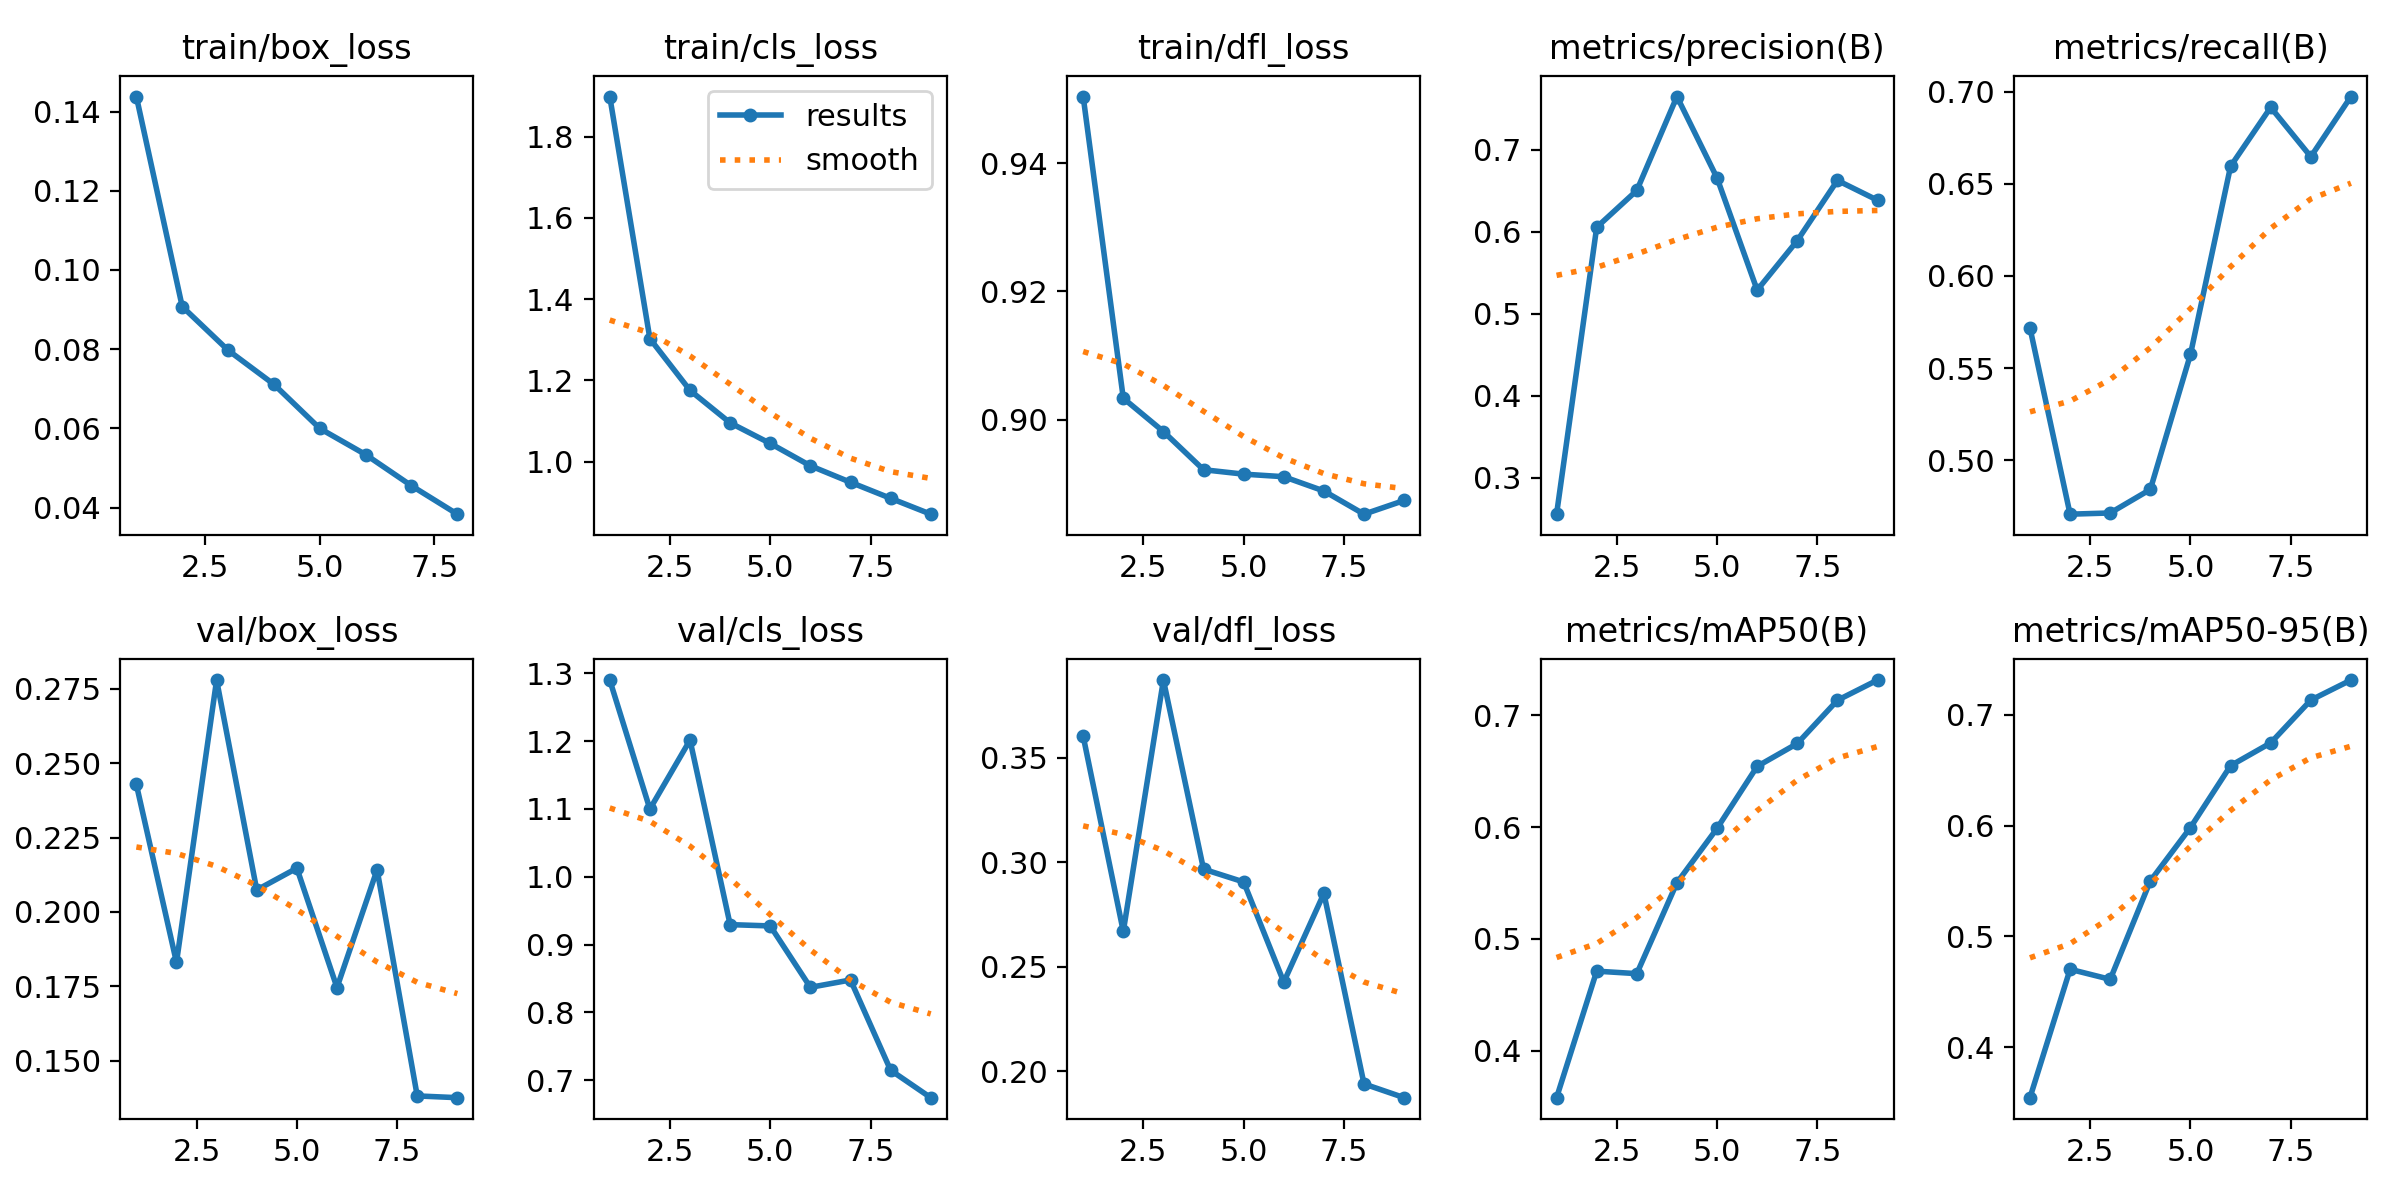 train/box_loss
0.14
0.12
0.10
0.08
0.06
0.04
2.5 5.0 7.5
train/cls_loss
results
smooth
1.8
1.6
1.4
1.2
1.0
2.5 5.0 7.5
train/dfl_loss
0.94
0.92
0.90
2.5 5.0 7.5
metrics/precision(B)
0.7
0.6
0.5
0.4
0.3
2.5 5.0 7.5
metrics/recall(B)
0.70
0.65
0.60
0.55
0.50
2.5 5.0 7.5
val/box_loss
0.275
0.250
0.225
0.200
0.175
0.150
2.5 5.0 7.5
val/cls_loss
1.3
1.2
1.1
1.0
0.9
0.8
0.7
2.5 5.0 7.5
val/dfl_loss
0.35
0.30
0.25
0.20
2.5 5.0 7.5
metrics/mAP50(B)
0.7
0.6
0.5
0.4
2.5 5.0 7.5
metrics/mAP50-95(B)
0.7
0.6
0.5
0.4
2.5 5.0 7.5